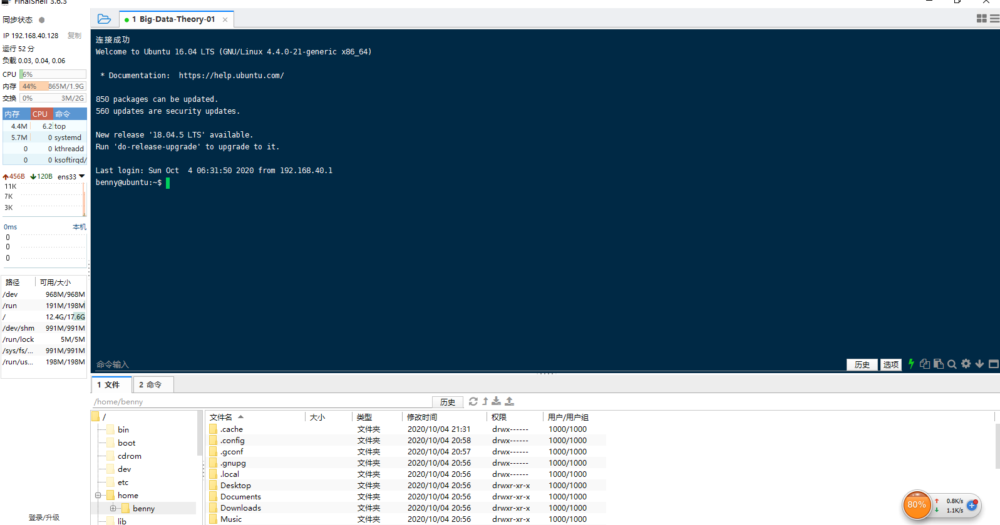 FinalShell 3.6.3
同步状态
IP 192.168.40.128 复制
运行 52 分
负载 0.03, 0.04, 0.06
CPU 6%
内存 44% 865M/1.9G
交换 0% 3M/2G
内存 CPU 命令
4.4M 6.2 top
5.7M 0 systemd
0 0 kthreadd
0 0 ksoftirqd/
456B 120B ens33
11K
7K
3K
0ms 本机
0
0
0
路径 可用/大小
/dev 968M/968M
/run 191M/198M
/ 12.4G/17.6G
/dev/shm 991M/991M
/run/lock 5M/5M
/sys/fs/... 991M/991M
/run/us... 198M/198M
登录/升级
1 Big-Data-Theory-01
连接成功
Welcome to Ubuntu 16.04 LTS (GNU/Linux 4.4.0-21-generic x86_64)
* Documentation:  https://help.ubuntu.com/
850 packages can be updated.
560 updates are security updates.
New release '18.04.5 LTS' available.
Run 'do-release-upgrade' to upgrade to it.
Last login: Sun Oct  4 06:31:50 2020 from 192.168.40.1
benny@ubuntu:~$
命令输入 历史 选项
1 文件 2 命令
/home/benny 历史
/
bin
boot
cdrom
dev
etc
home
benny
lib
文件名 大小 类型 修改时间 权限 用户/用户组
.cache 文件夹 2020/10/04 21:31 drwx------ 1000/1000
.config 文件夹 2020/10/04 20:58 drwx------ 1000/1000
.gconf 文件夹 2020/10/04 20:57 drwx------ 1000/1000
.gnupg 文件夹 2020/10/04 20:56 drwx------ 1000/1000
.local 文件夹 2020/10/04 20:56 drwx------ 1000/1000
Desktop 文件夹 2020/10/04 20:56 drwxr-xr-x 1000/1000
Documents 文件夹 2020/10/04 20:56 drwxr-xr-x 1000/1000
Downloads 文件夹 2020/10/04 20:56 drwxr-xr-x 1000/1000
Music 文件夹 2020/10/04 20:56 drwxr-xr-x 1000/1000
80%
0.8K/s
1.1K/s